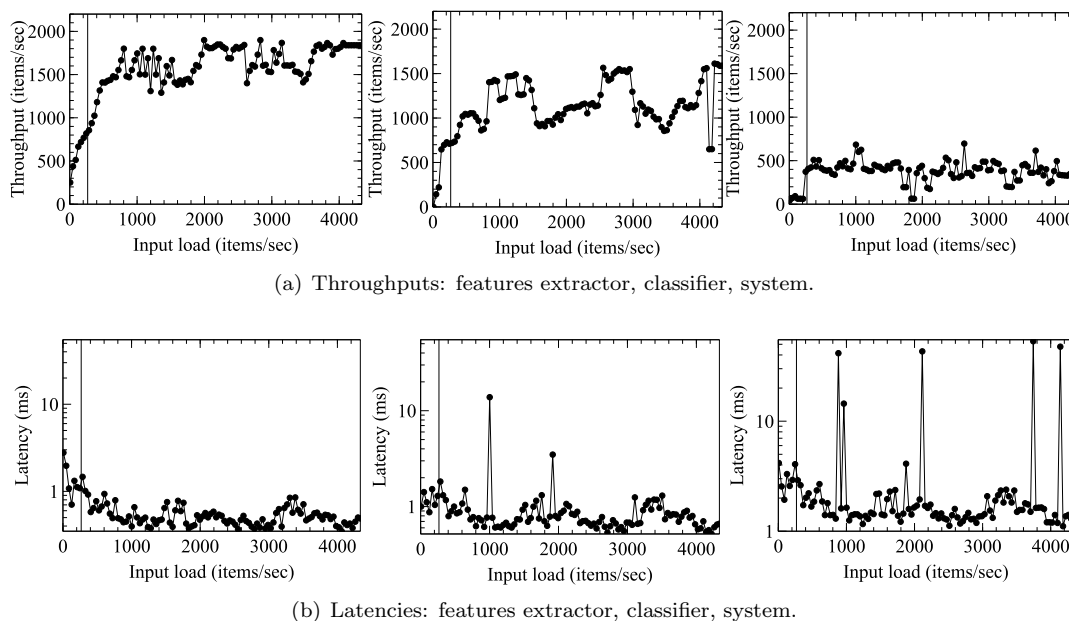 2000
1500
1000
500
0
Throughput (items/sec)
0 1000 2000 3000 4000
Input load (items/sec)
2000
1500
1000
500
0
Throughput (items/sec)
0 1000 2000 3000 4000
Input load (items/sec)
2000
1500
1000
500
0
Throughput (items/sec)
0 1000 2000 3000 4000
Input load (items/sec)
(a) Throughputs: features extractor, classifier, system.
10
1
Latency (ms)
0 1000 2000 3000 4000
Input load (items/sec)
10
1
Latency (ms)
0 1000 2000 3000 4000
Input load (items/sec)
10
1
Latency (ms)
0 1000 2000 3000 4000
Input load (items/sec)
(b) Latencies: features extractor, classifier, system.